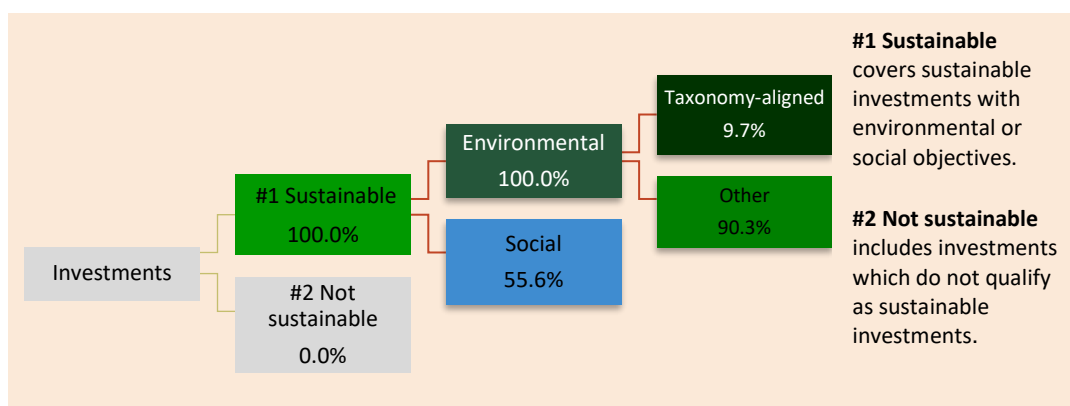 Investments
#1 Sustainable
100.0%
#2 Not
sustainable
0.0%
Environmental
100.0%
Social
55.6%
Taxonomy-aligned
9.7%
Other
90.3%
#1 Sustainable
covers sustainable
investments with
environmental or
social objectives.
#2 Not sustainable
includes investments
which do not qualify
as sustainable
investments.